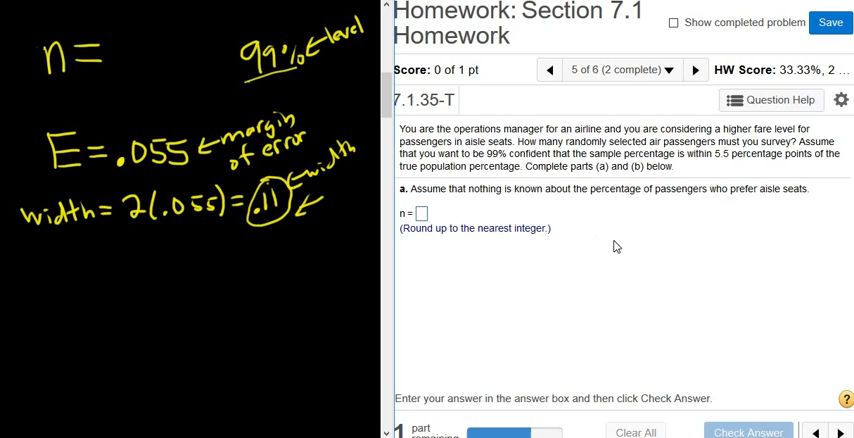 n =
99% ← level
E = .055 ← margin of error
width = 2(.055) = .11 ← width
Homework: Section 7.1
Homework
Show completed problem
Save
Score: 0 of 1 pt
5 of 6 (2 complete)
HW Score: 33.33%, 2 ...
7.1.35-T
Question Help
You are the operations manager for an airline and you are considering a higher fare level for
passengers in aisle seats. How many randomly selected air passengers must you survey? Assume
that you want to be 99% confident that the sample percentage is within 5.5 percentage points of the
true population percentage. Complete parts (a) and (b) below.
a. Assume that nothing is known about the percentage of passengers who prefer aisle seats.
n =
(Round up to the nearest integer.)
Enter your answer in the answer box and then click Check Answer.
?
1 part
remaining
Clear All
Check Answer